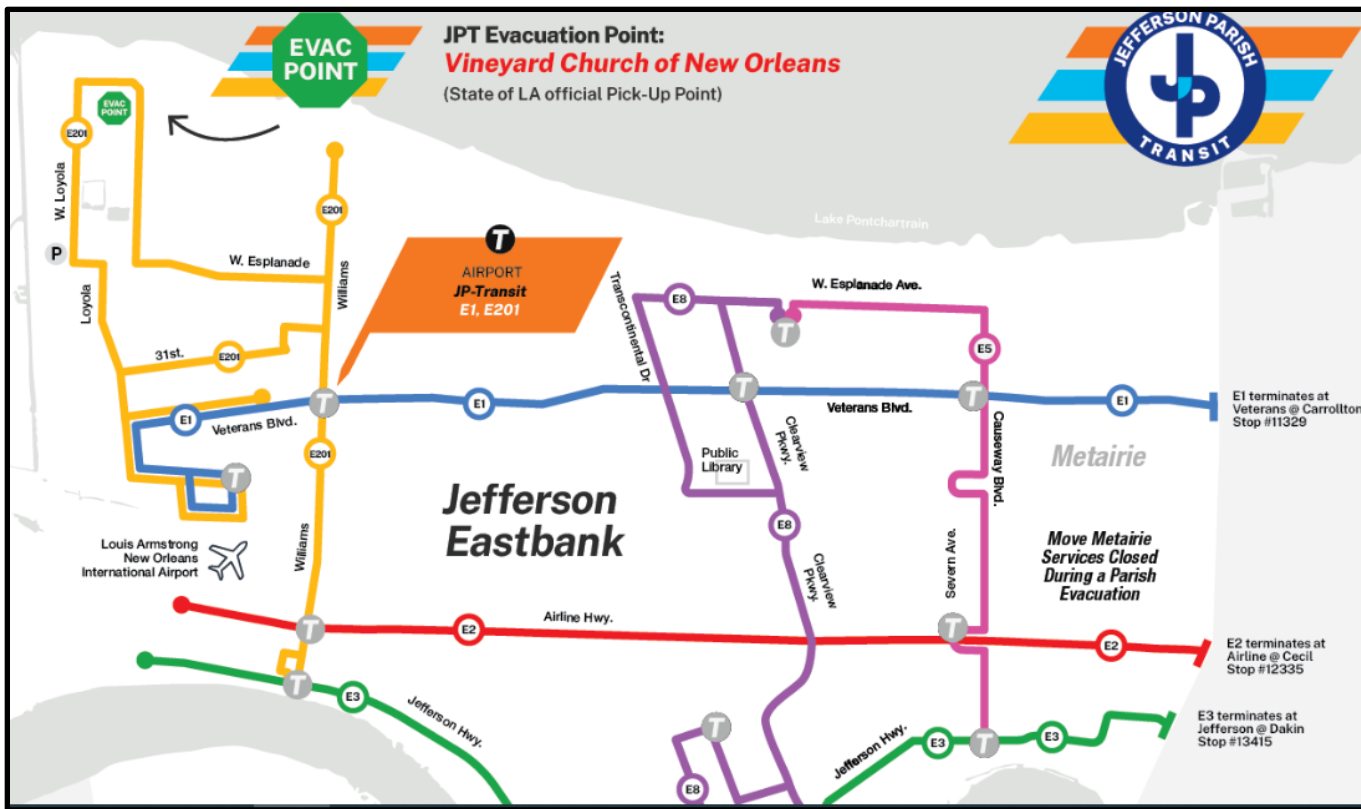 EVAC
POINT
JPT Evacuation Point:
Vineyard Church of New Orleans
(State of LA official Pick-Up Point)
JEFFERSON PARISH
JP
TRANSIT
EVAC
POINT
E201
W. Loyola
P
Loyola
E201
W. Esplanade
Williams
T
AIRPORT
JP-Transit
E1, E201
Lake Pontchartrain
Transcontinental Dr
E8
W. Esplanade Ave.
T
E5
31st.
E201
E1
Veterans Blvd.
T
E1
T
Veterans Blvd.
T
E1
E1 terminates at
Veterans @ Carrollton
Stop #11329
E201
T
Public
Library
Clearview
Pkwy.
Causeway Blvd.
Metairie
Jefferson
Eastbank
E8
Louis Armstrong
New Orleans
International Airport
Williams
Clearview
Pkwy.
Severn Ave.
Move Metairie
Services Closed
During a Parish
Evacuation
T
E2
Airline Hwy.
T
E2
E2 terminates at
Airline @ Cecil
Stop #12335
T
E3
Jefferson Hwy.
T
E8
Jefferson Hwy.
E3
T
E3
E3 terminates at
Jefferson @ Dakin
Stop #13415